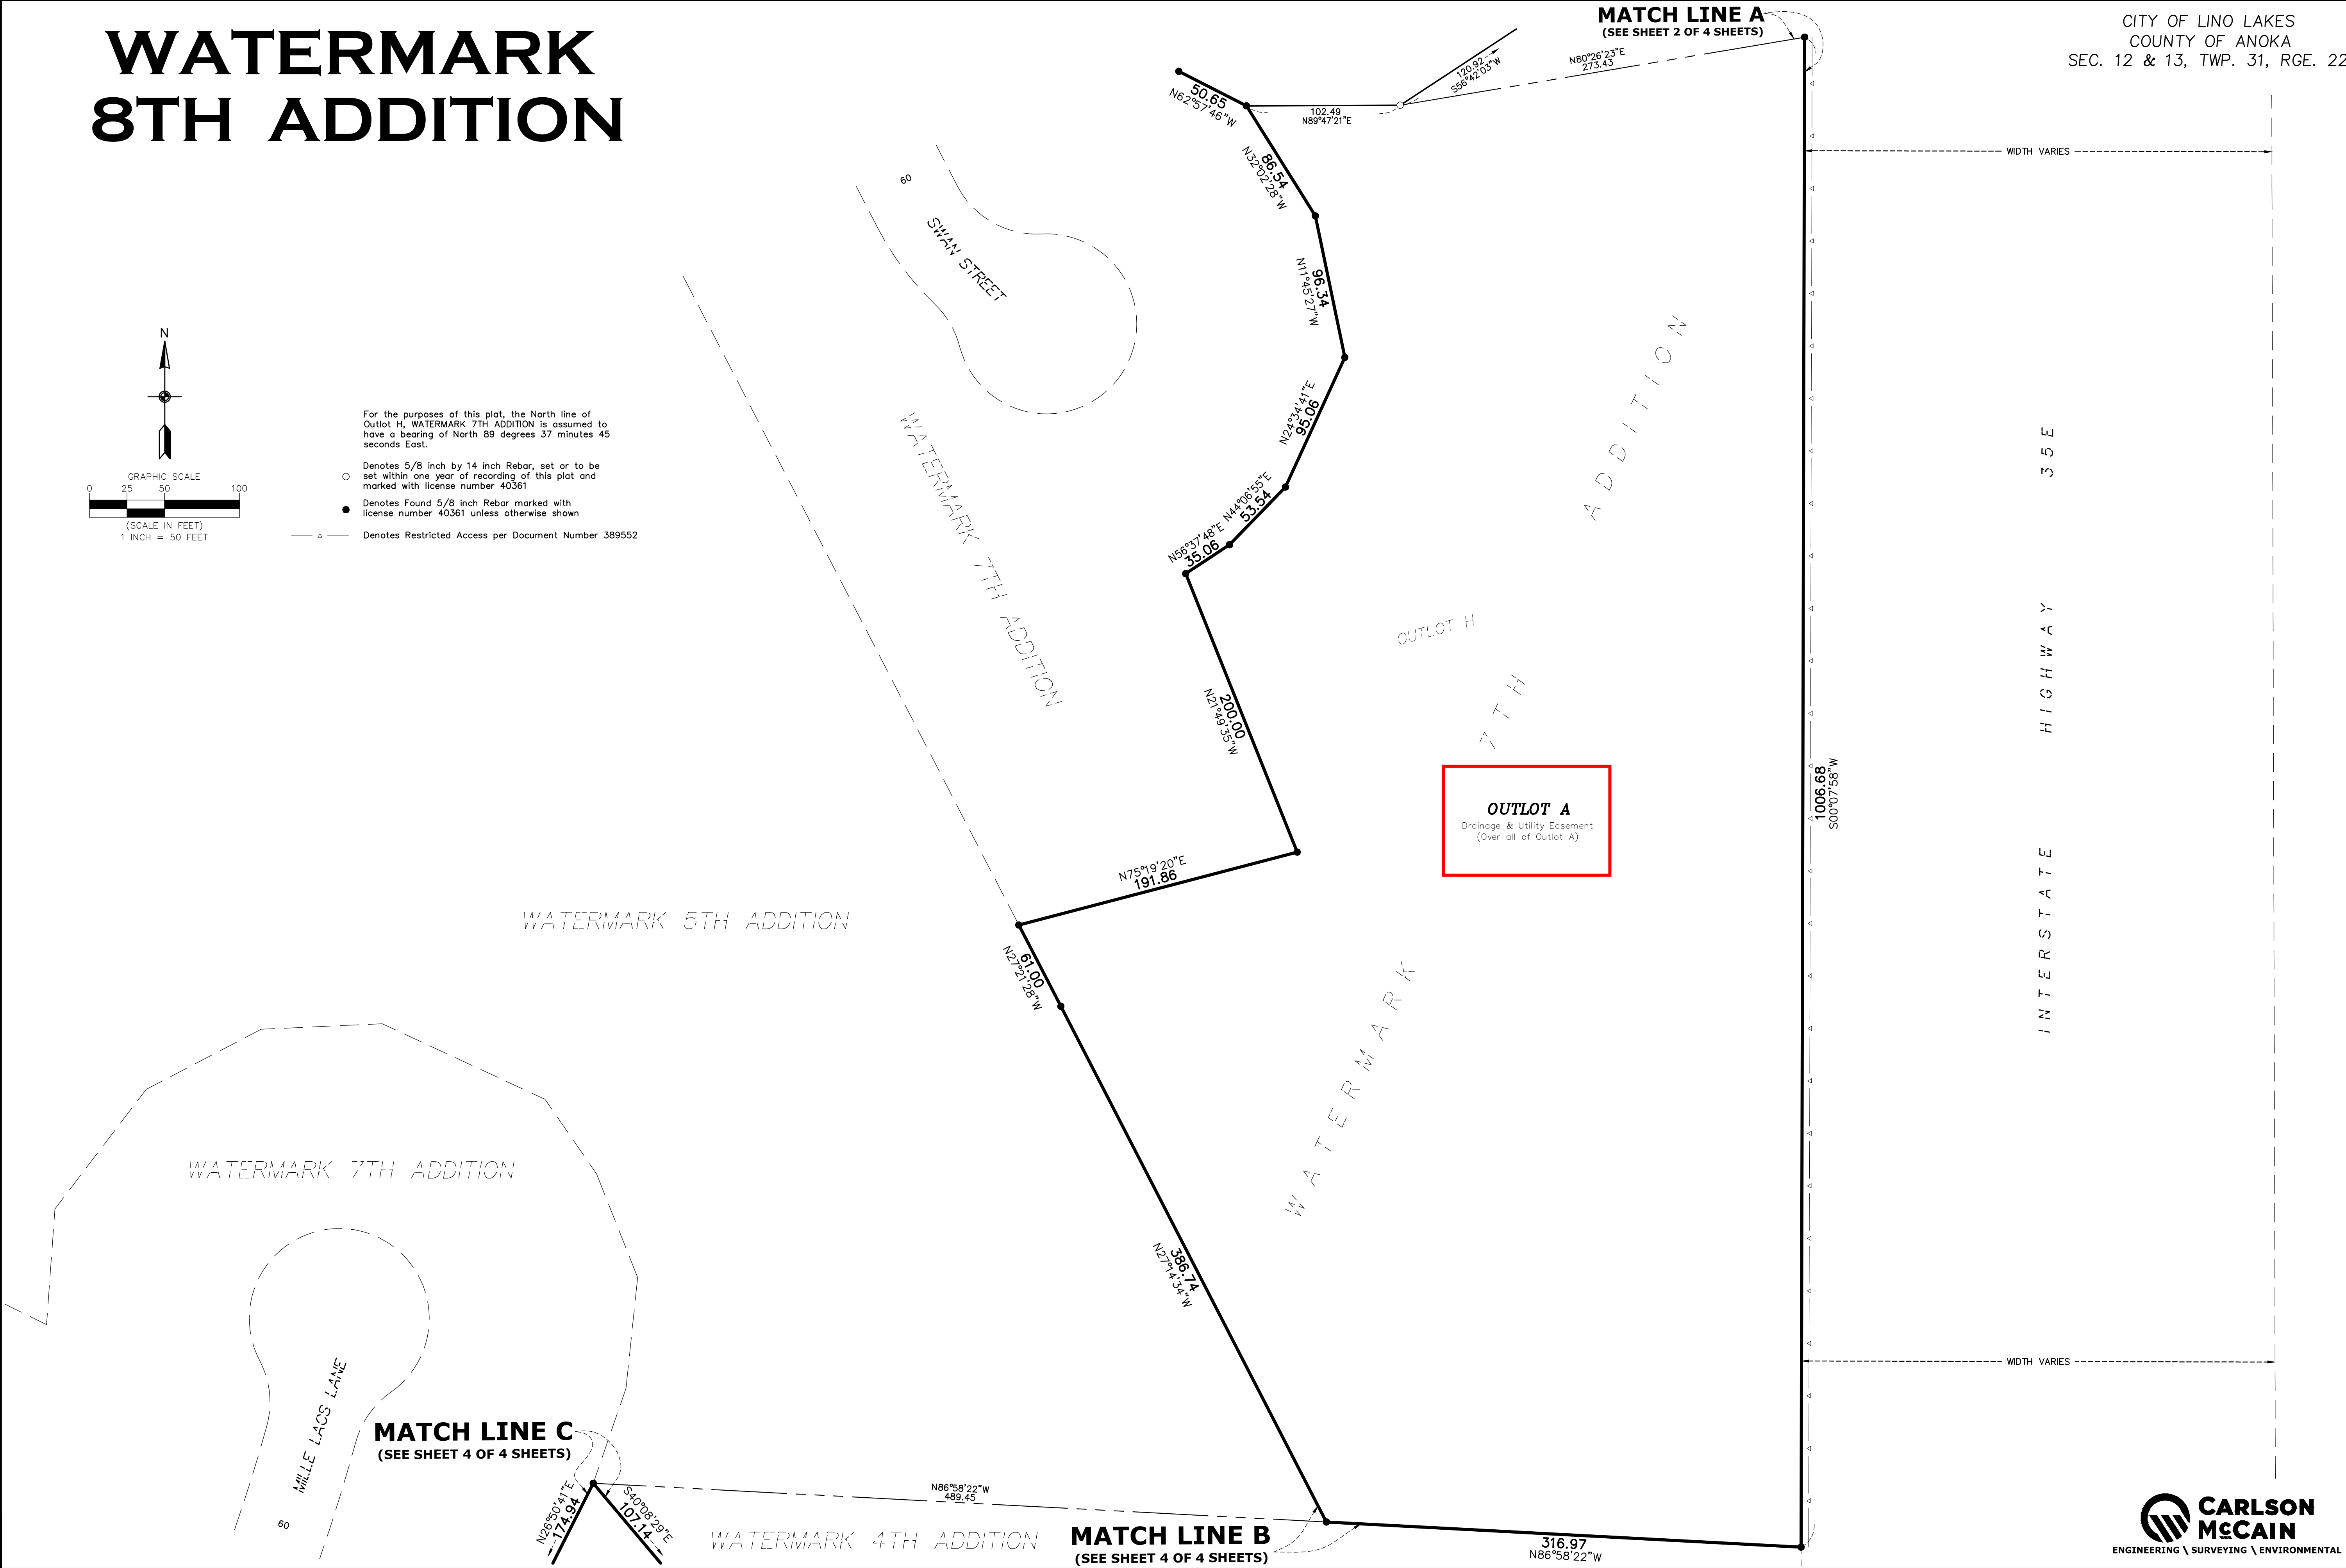 WATERMARK
8TH ADDITION
MATCH LINE A
(SEE SHEET 2 OF 4 SHEETS)
CITY OF LINO LAKES
COUNTY OF ANOKA
SEC. 12 & 13, TWP. 31, RGE. 22
50.65
N62°57'46"W
102.49
N89°47'21"E
120.92
S56°42'03"W
N80°26'23"E
273.43
WIDTH VARIES
86.54
N32°02'28"W
60
SWAN STREET
96.34
N11°45'27"W
N
GRAPHIC SCALE
0 25 50 100
(SCALE IN FEET)
1 INCH = 50 FEET
For the purposes of this plat, the North line of
Outlot H, WATERMARK 7TH ADDITION is assumed to
have a bearing of North 89 degrees 37 minutes 45
seconds East.
Denotes 5/8 inch by 14 inch Rebar, set or to be
set within one year of recording of this plat and
marked with license number 40361
Denotes Found 5/8 inch Rebar marked with
license number 40361 unless otherwise shown
Denotes Restricted Access per Document Number 389552
WATERMARK 7TH ADDITION
N24°34'41"E
95.06
N44°06'55"E
53.54
N56°37'48"E
35.06
OUTLOT H
200.00
N21°49'35"W
WATERMARK 7TH ADDITION
OUTLOT A
Drainage & Utility Easement
(Over all of Outlot A)
1006.68
S00°07'58"W
INTERSTATE HIGHWAY 35E
N75°19'20"E
191.86
WATERMARK 5TH ADDITION
61.00
N27°21'28"W
WATERMARK 7TH ADDITION
386.74
N27°14'34"W
WIDTH VARIES
MILLE LACS LANE
60
MATCH LINE C
(SEE SHEET 4 OF 4 SHEETS)
N26°50'41"E
174.94
S40°08'29"E
107.14
N86°58'22"W
489.45
WATERMARK 4TH ADDITION
MATCH LINE B
(SEE SHEET 4 OF 4 SHEETS)
316.97
N86°58'22"W
CARLSON
McCAIN
ENGINEERING \ SURVEYING \ ENVIRONMENTAL